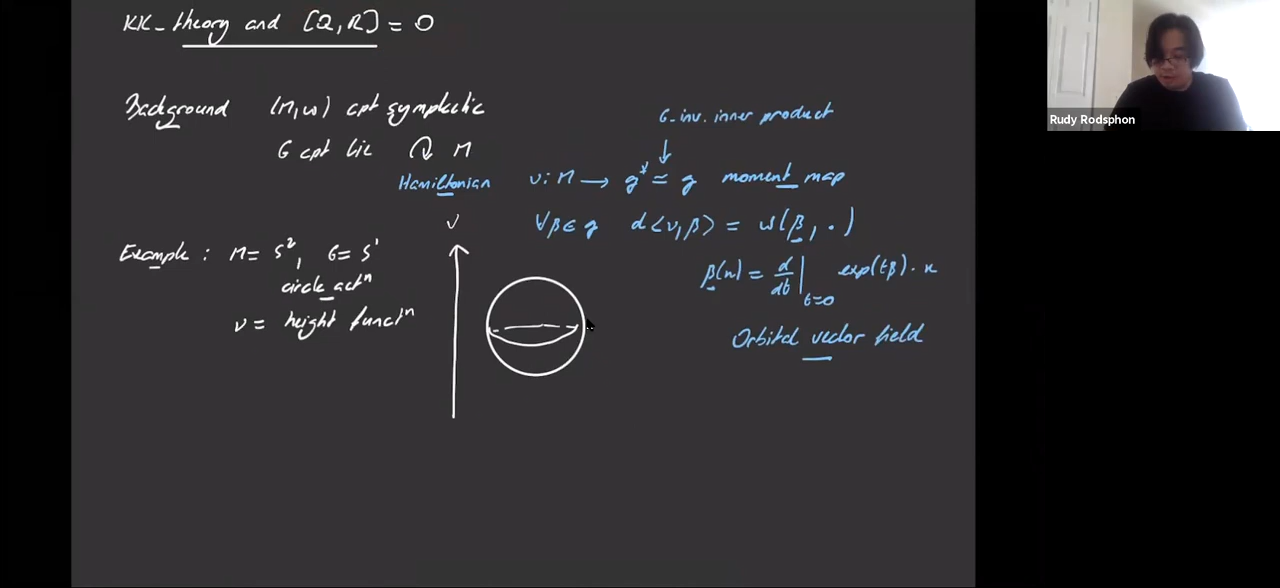 KK-theory and [Q,R] = 0
Background (M,ω) cpt symplectic
G cpt Lie ↻ M
Hamiltonian
G-inv. inner product
↓
ν: M → g* ≃ g moment map
∀β∈g d<ν,β> = ω(β, ·)
β(x) = d/dt|t=0 exp(tβ)·x
Orbital vector field
Example : M = S², G = S¹
circle actⁿ
ν = height functⁿ
ν
Rudy Rodsphon